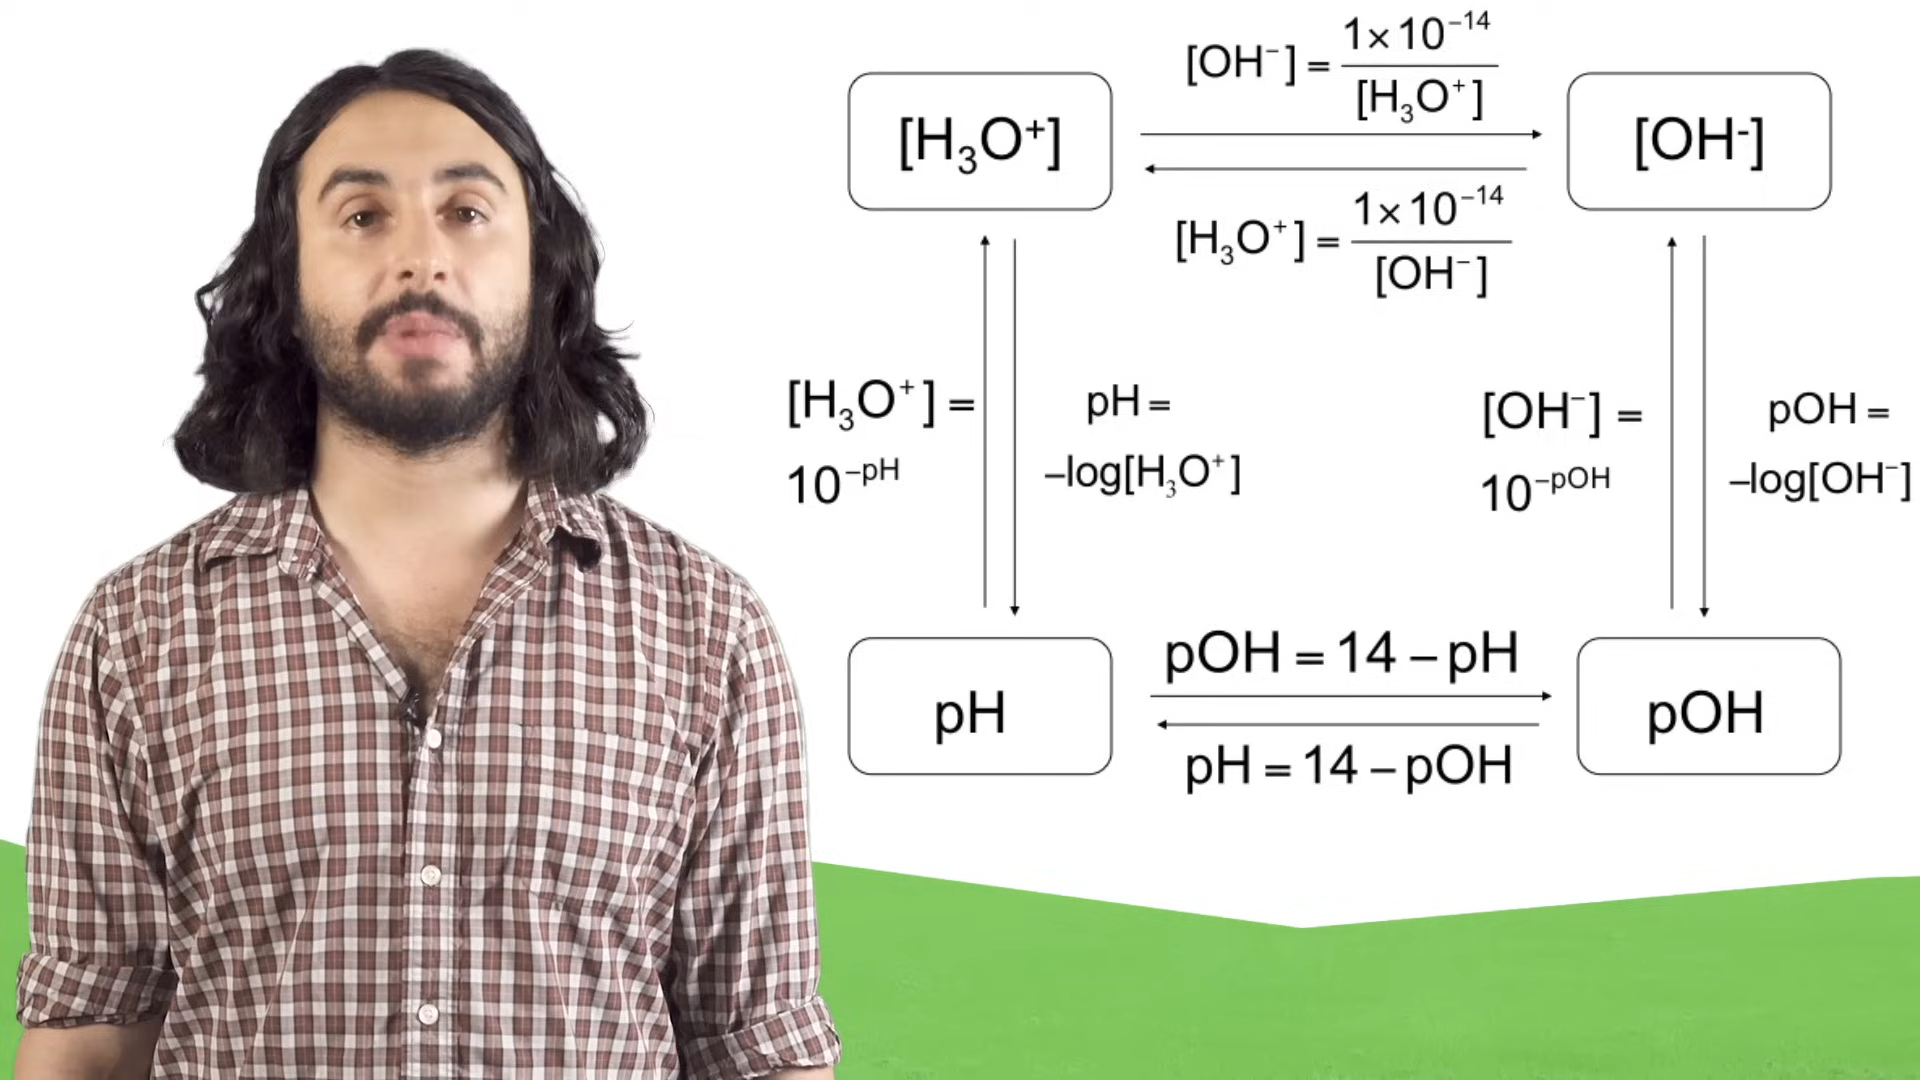 [OH⁻] = 1×10⁻¹⁴ / [H₃O⁺]
[H₃O⁺]
[OH-]
[H₃O⁺] = 1×10⁻¹⁴ / [OH⁻]
[H₃O⁺] =
10⁻ᵖᴴ
pH =
–log[H₃O⁺]
[OH⁻] =
10⁻ᵖᴼᴴ
pOH =
–log[OH⁻]
pOH = 14 – pH
pH
pOH
pH = 14 – pOH